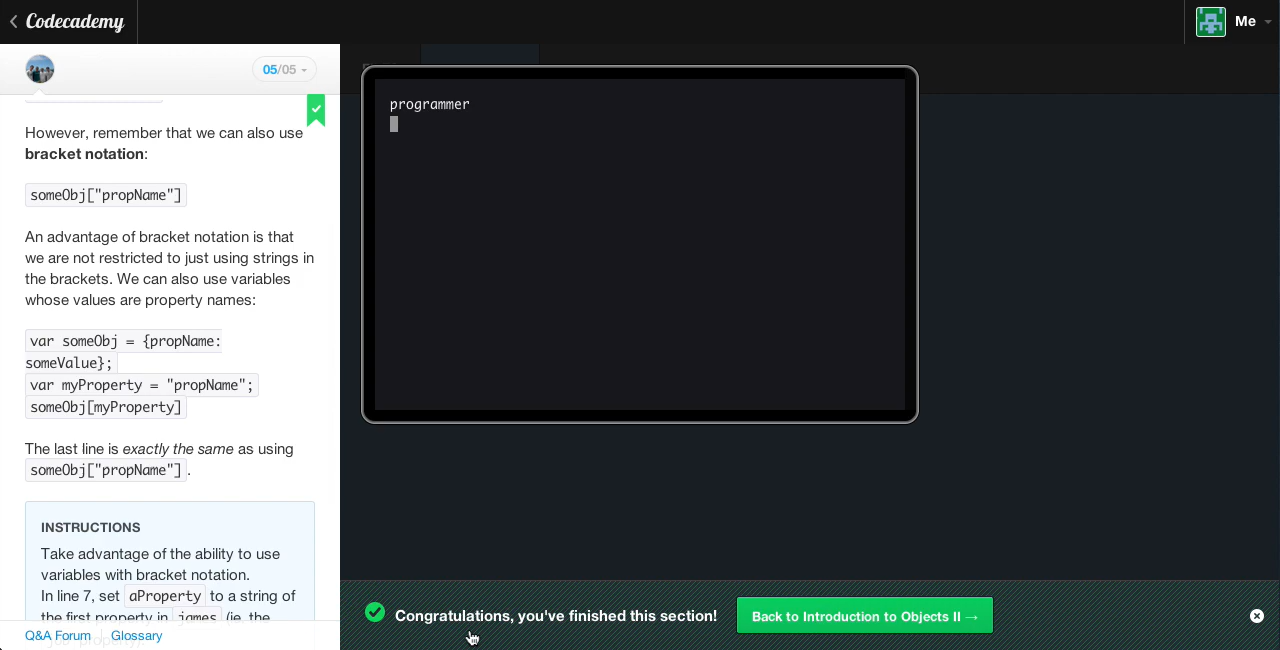 Codecademy
Me
05/05
programmer
However, remember that we can also use
bracket notation:
someObj["propName"]
An advantage of bracket notation is that
we are not restricted to just using strings in
the brackets. We can also use variables
whose values are property names:
var someObj = {propName:
someValue};
var myProperty = "propName";
someObj[myProperty]
The last line is exactly the same as using
someObj["propName"].
INSTRUCTIONS
Take advantage of the ability to use
variables with bracket notation.
In line 7, set aProperty to a string of
the first property in james (ie. the
Q&A Forum
Glossary
Congratulations, you've finished this section!
Back to Introduction to Objects II →